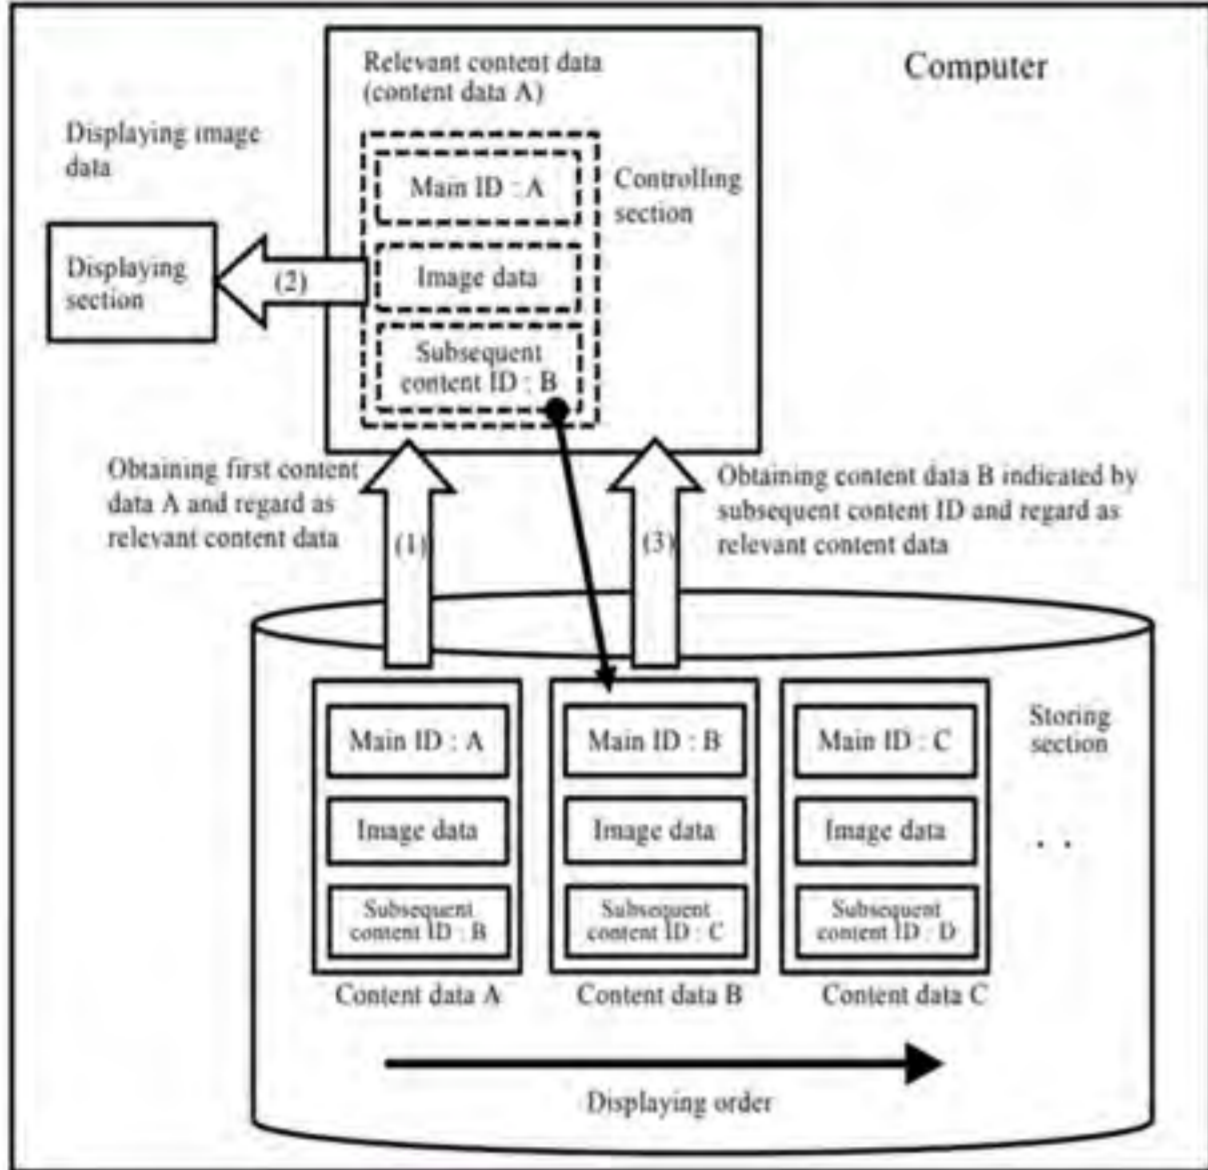 Computer
Relevant content data
(content data A)
Displaying image
data
Main ID : A
Controlling
section
Displaying
section
(2)
Image data
Subsequent
content ID : B
Obtaining first content
data A and regard as
relevant content data
(1)
(3)
Obtaining content data B indicated by
subsequent content ID and regard as
relevant content data
Storing
section
Main ID : A
Image data
Subsequent
content ID : B
Content data A
Main ID : B
Image data
Subsequent
content ID : C
Content data B
Main ID : C
Image data
Subsequent
content ID : D
Content data C
. .
Displaying order